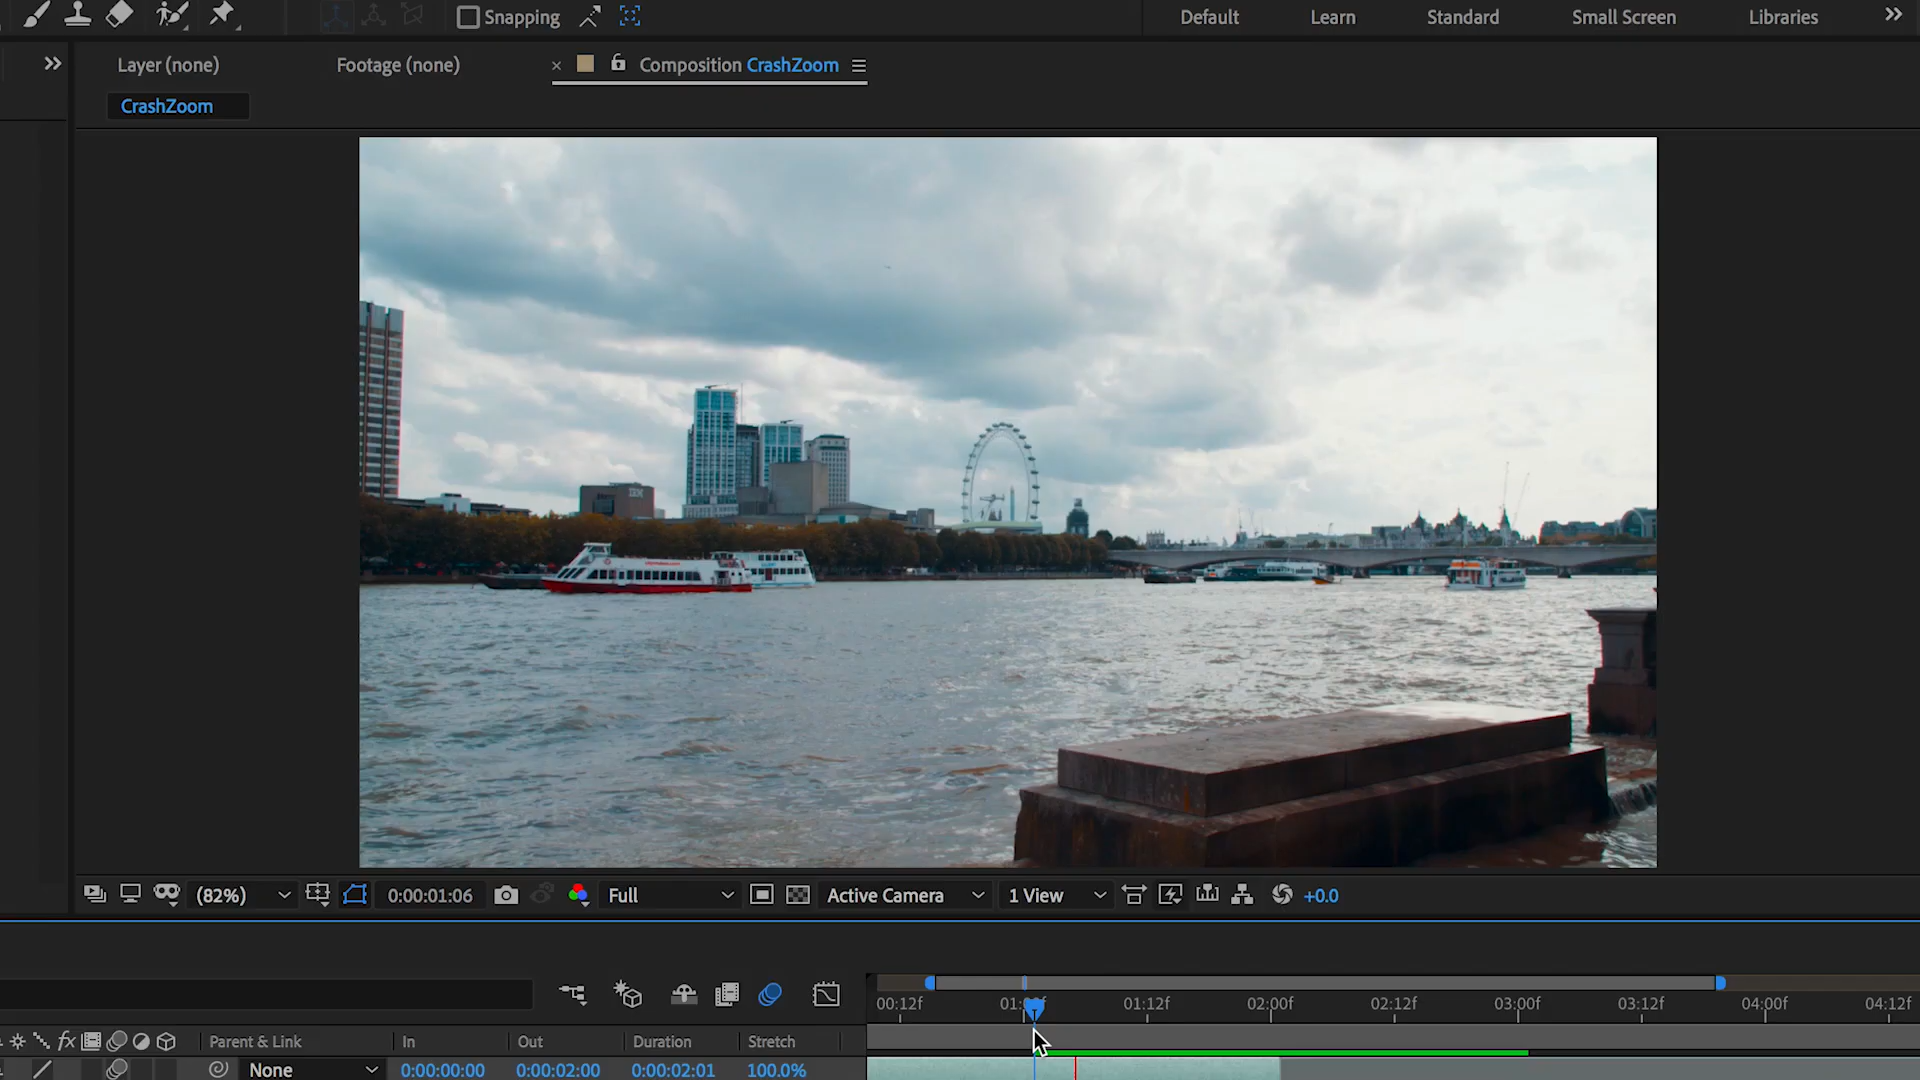 Snapping
Default Learn Standard Small Screen Libraries
Layer (none) Footage (none) Composition CrashZoom
CrashZoom
IBM
(82%) 0:00:01:06 Full Active Camera 1 View +0.0
00:12f 01:12f 02:00f 02:12f 03:00f 03:12f 04:00f 04:12f
fx Parent & Link In Out Duration Stretch
None 0:00:00:00 0:00:02:00 0:00:02:01 100.0%